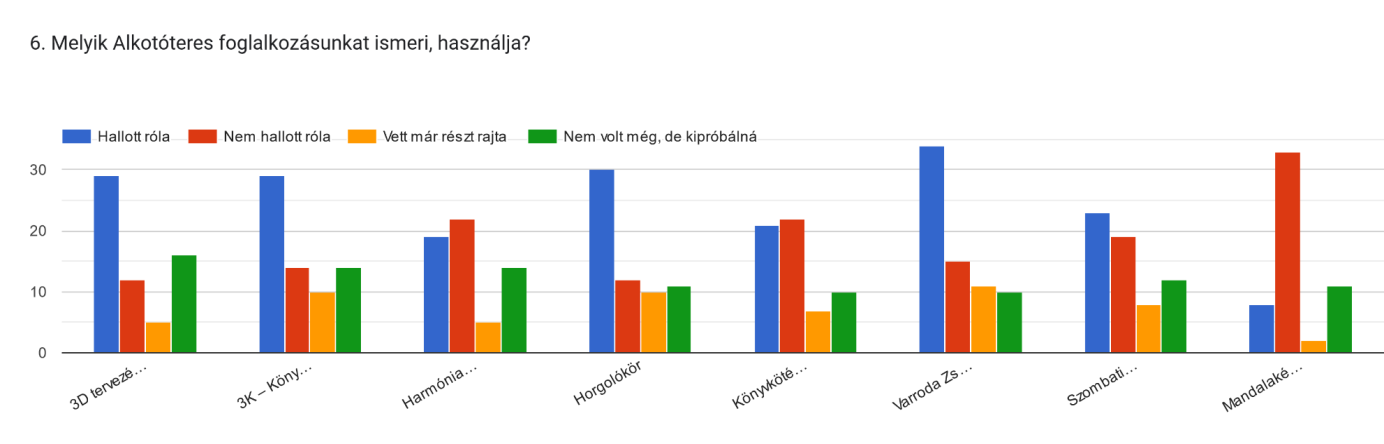 6. Melyik Alkotóteres foglalkozásunkat ismeri, használja?
Hallott róla Nem hallott róla Vett már részt rajta Nem volt még, de kipróbálná
30
20
10
0
3D tervezé… 3K – Köny… Harmónia… Horgolókör Könyvköté… Varroda Zs… Szombati… Mandalaké…